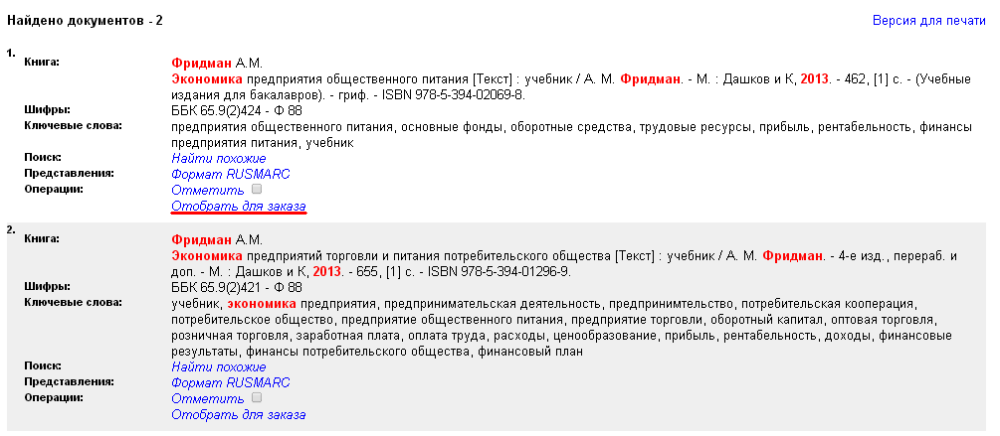 Найдено документов - 2
Версия для печати
1.
Книга:
Фридман А.М.
Экономика предприятия общественного питания [Текст] : учебник / А. М. Фридман. - М. : Дашков и К, 2013. - 462, [1] с. - (Учебные
издания для бакалавров). - гриф. - ISBN 978-5-394-02069-8.
Шифры:
ББК 65.9(2)424 - Ф 88
Ключевые слова:
предприятия общественного питания, основные фонды, оборотные средства, трудовые ресурсы, прибыль, рентабельность, финансы
предприятия питания, учебник
Поиск:
Найти похожие
Представления:
Формат RUSMARC
Операции:
Отметить
Отобрать для заказа
2.
Книга:
Фридман А.М.
Экономика предприятий торговли и питания потребительского общества [Текст] : учебник / А. М. Фридман. - 4-е изд., перераб. и
доп. - М. : Дашков и К, 2013. - 655, [1] с. - ISBN 978-5-394-01296-9.
Шифры:
ББК 65.9(2)421 - Ф 88
Ключевые слова:
учебник, экономика предприятия, предпринимательская деятельность, предпринимтельство, потребительская кооперация,
потребительское общество, предприятие общественного питания, предприятие торговли, оборотный капитал, оптовая торговля,
розничная торговля, заработная плата, оплата труда, расходы, ценообразование, прибыль, рентабельность, доходы, финансовые
результаты, финансы потребительского общества, финансовый план
Поиск:
Найти похожие
Представления:
Формат RUSMARC
Операции:
Отметить
Отобрать для заказа